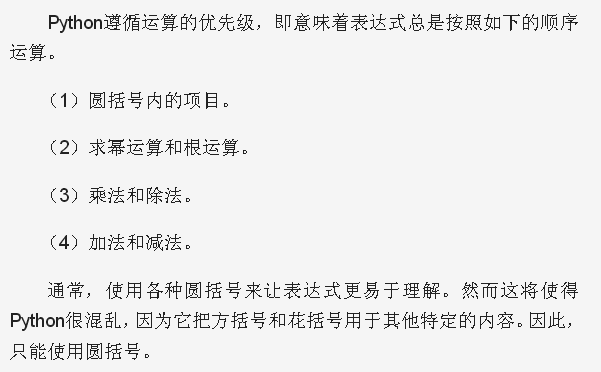 Python遵循运算的优先级，即意味着表达式总是按照如下的顺序
运算。
（1）圆括号内的项目。
（2）求幂运算和根运算。
（3）乘法和除法。
（4）加法和减法。
通常，使用各种圆括号来让表达式更易于理解。然而这将使得
Python很混乱，因为它把方括号和花括号用于其他特定的内容。因此，
只能使用圆括号。